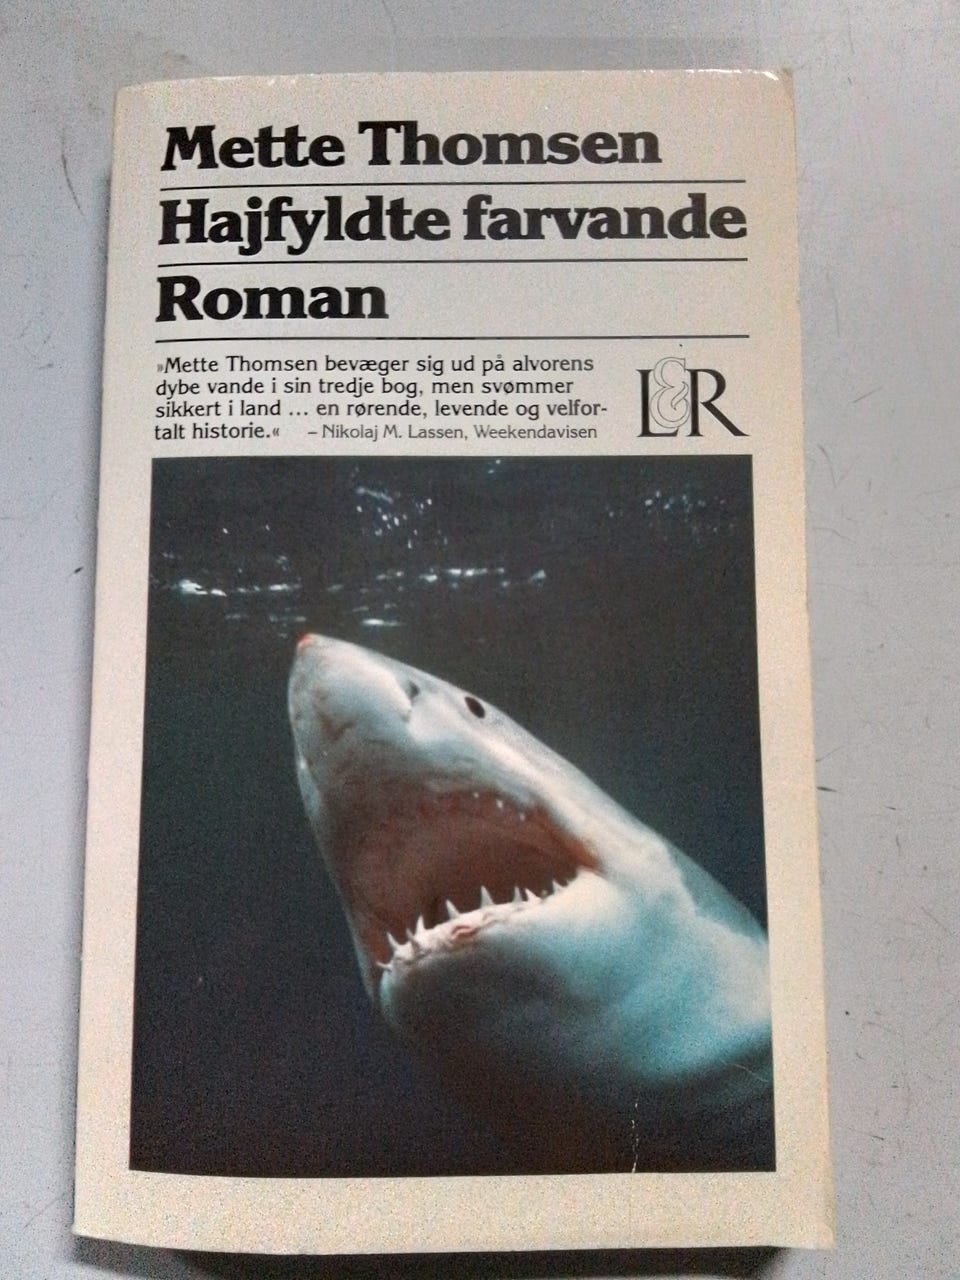 Mette Thomsen
Hajfyldte farvande
Roman
»Mette Thomsen bevæger sig ud på alvorens
dybe vande i sin tredje bog, men svømmer
sikkert i land ... en rørende, levende og velfor-
talt historie.« – Nikolaj M. Lassen, Weekendavisen
L&R